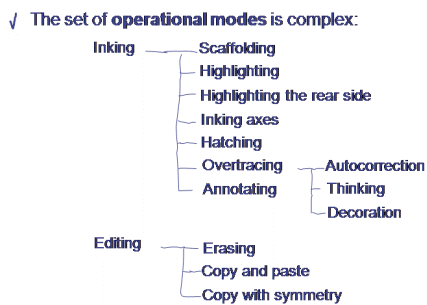 The set of operational modes is complex:
Inking Scaffolding
Highlighting
Highlighting the rear side
Inking axes
Hatching
Overtracing Autocorrection
Annotating Thinking
Decoration
Editing Erasing
Copy and paste
Copy with symmetry